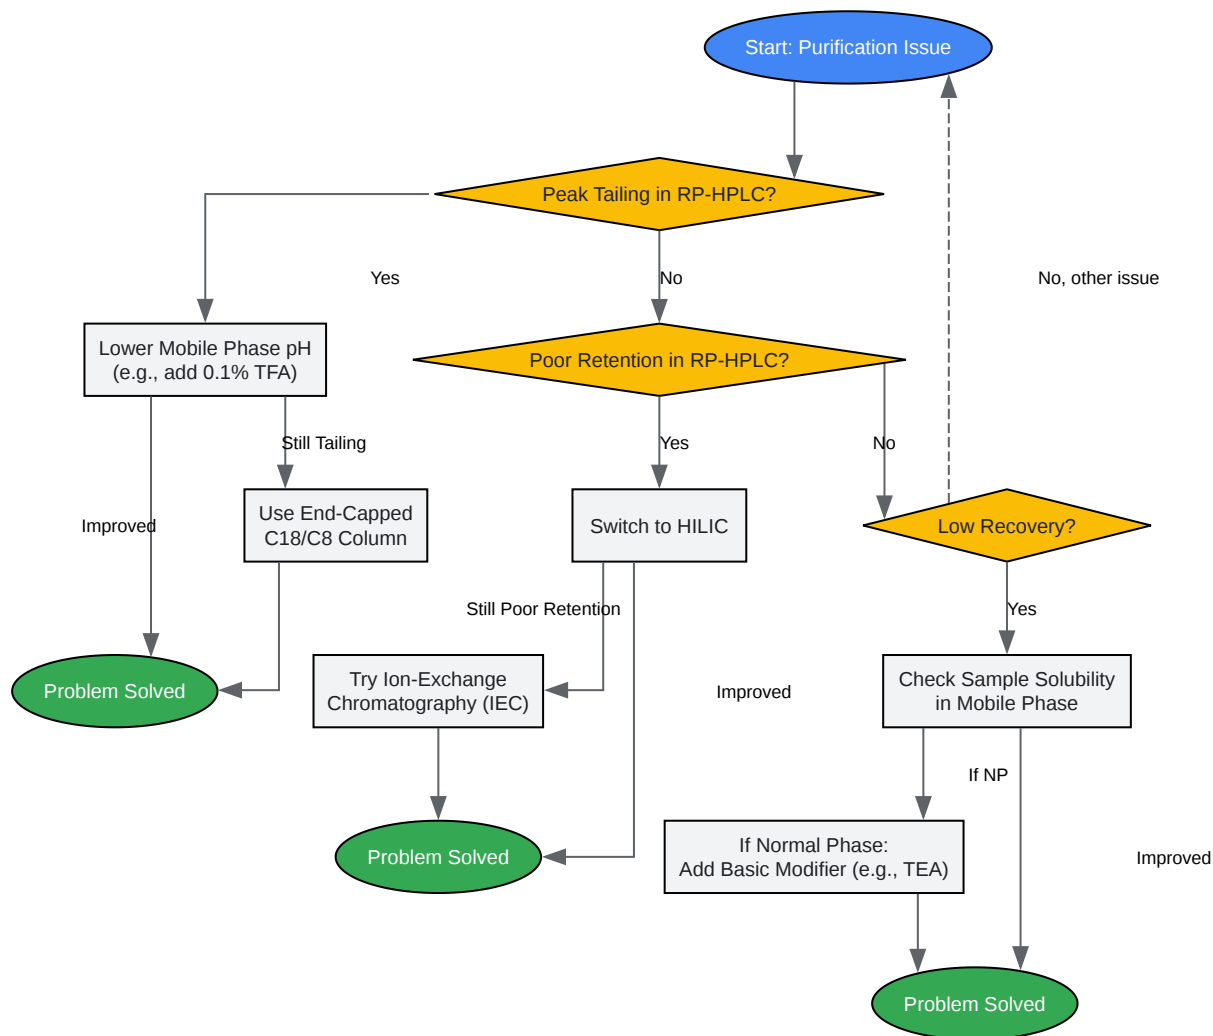 Start: Purification Issue
Peak Tailing in RP-HPLC?
Yes
No
No, other issue
Lower Mobile Phase pH
(e.g., add 0.1% TFA)
Poor Retention in RP-HPLC?
Still Tailing
Yes
No
Improved
Use End-Capped
C18/C8 Column
Switch to HILIC
Low Recovery?
Still Poor Retention
Yes
Problem Solved
Try Ion-Exchange
Chromatography (IEC)
Improved
Check Sample Solubility
in Mobile Phase
If NP
Problem Solved
If Normal Phase:
Add Basic Modifier (e.g., TEA)
Improved
Problem Solved